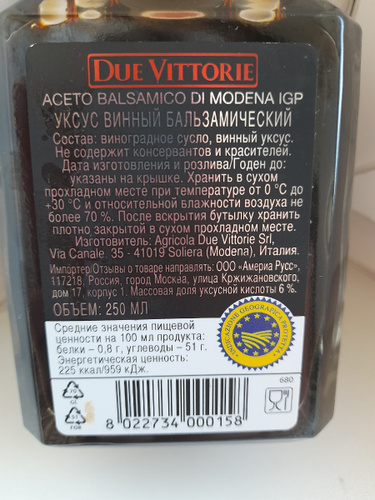 DUE VITTORIE
ACETO BALSAMICO DI MODENA IGP
УКСУС ВИННЫЙ БАЛЬЗАМИЧЕСКИЙ
Состав: виноградное сусло, винный уксус.
Не содержит консервантов и красителей.
Дата изготовления и розлива/Годен до:
указаны на крышке. Хранить в сухом
прохладном месте при температуре от 0 °C до
+30 °C и относительной влажности воздуха не
более 70 %. После вскрытия бутылку хранить
плотно закрытой в сухом прохладном месте.
Изготовитель: Agricola Due Vittorie Srl,
Via Canale, 35 - 41019 Soliera (Modena), Италия.
Импортер/Отзывы о товаре направлять: ООО «Америа Русс»,
117218, Россия, город Москва, улица Кржижановского,
дом 17, корпус 1. Массовая доля уксусной кислоты 6 %.
ОБЪЕМ: 250 МЛ
Средние значения пищевой
ценности на 100 мл продукта:
белки – 0,8 г, углеводы – 51 г.
Энергетическая ценность:
225 ккал/959 кДж.
INDICAZIONE GEOGRAFICA PROTETTA
680
GL
FOR
8 022734 000158